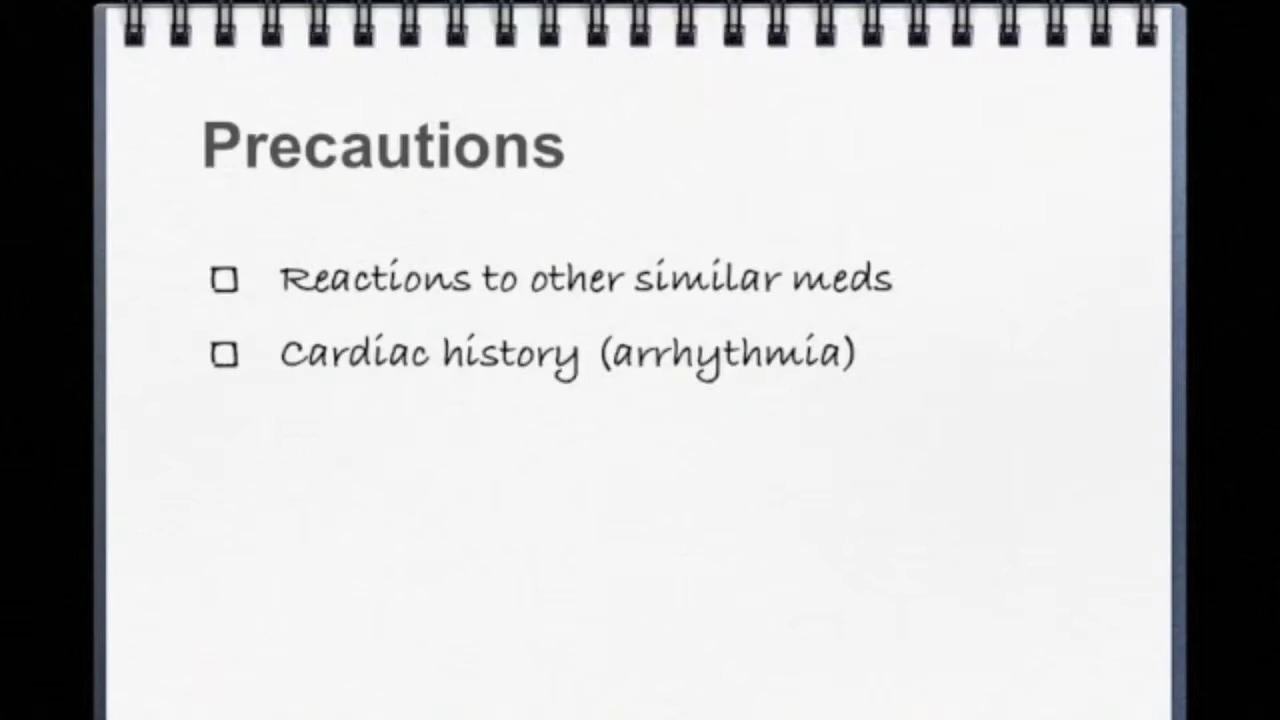 Precautions
Reactions to other similar meds
Cardiac history (arrhythmia)